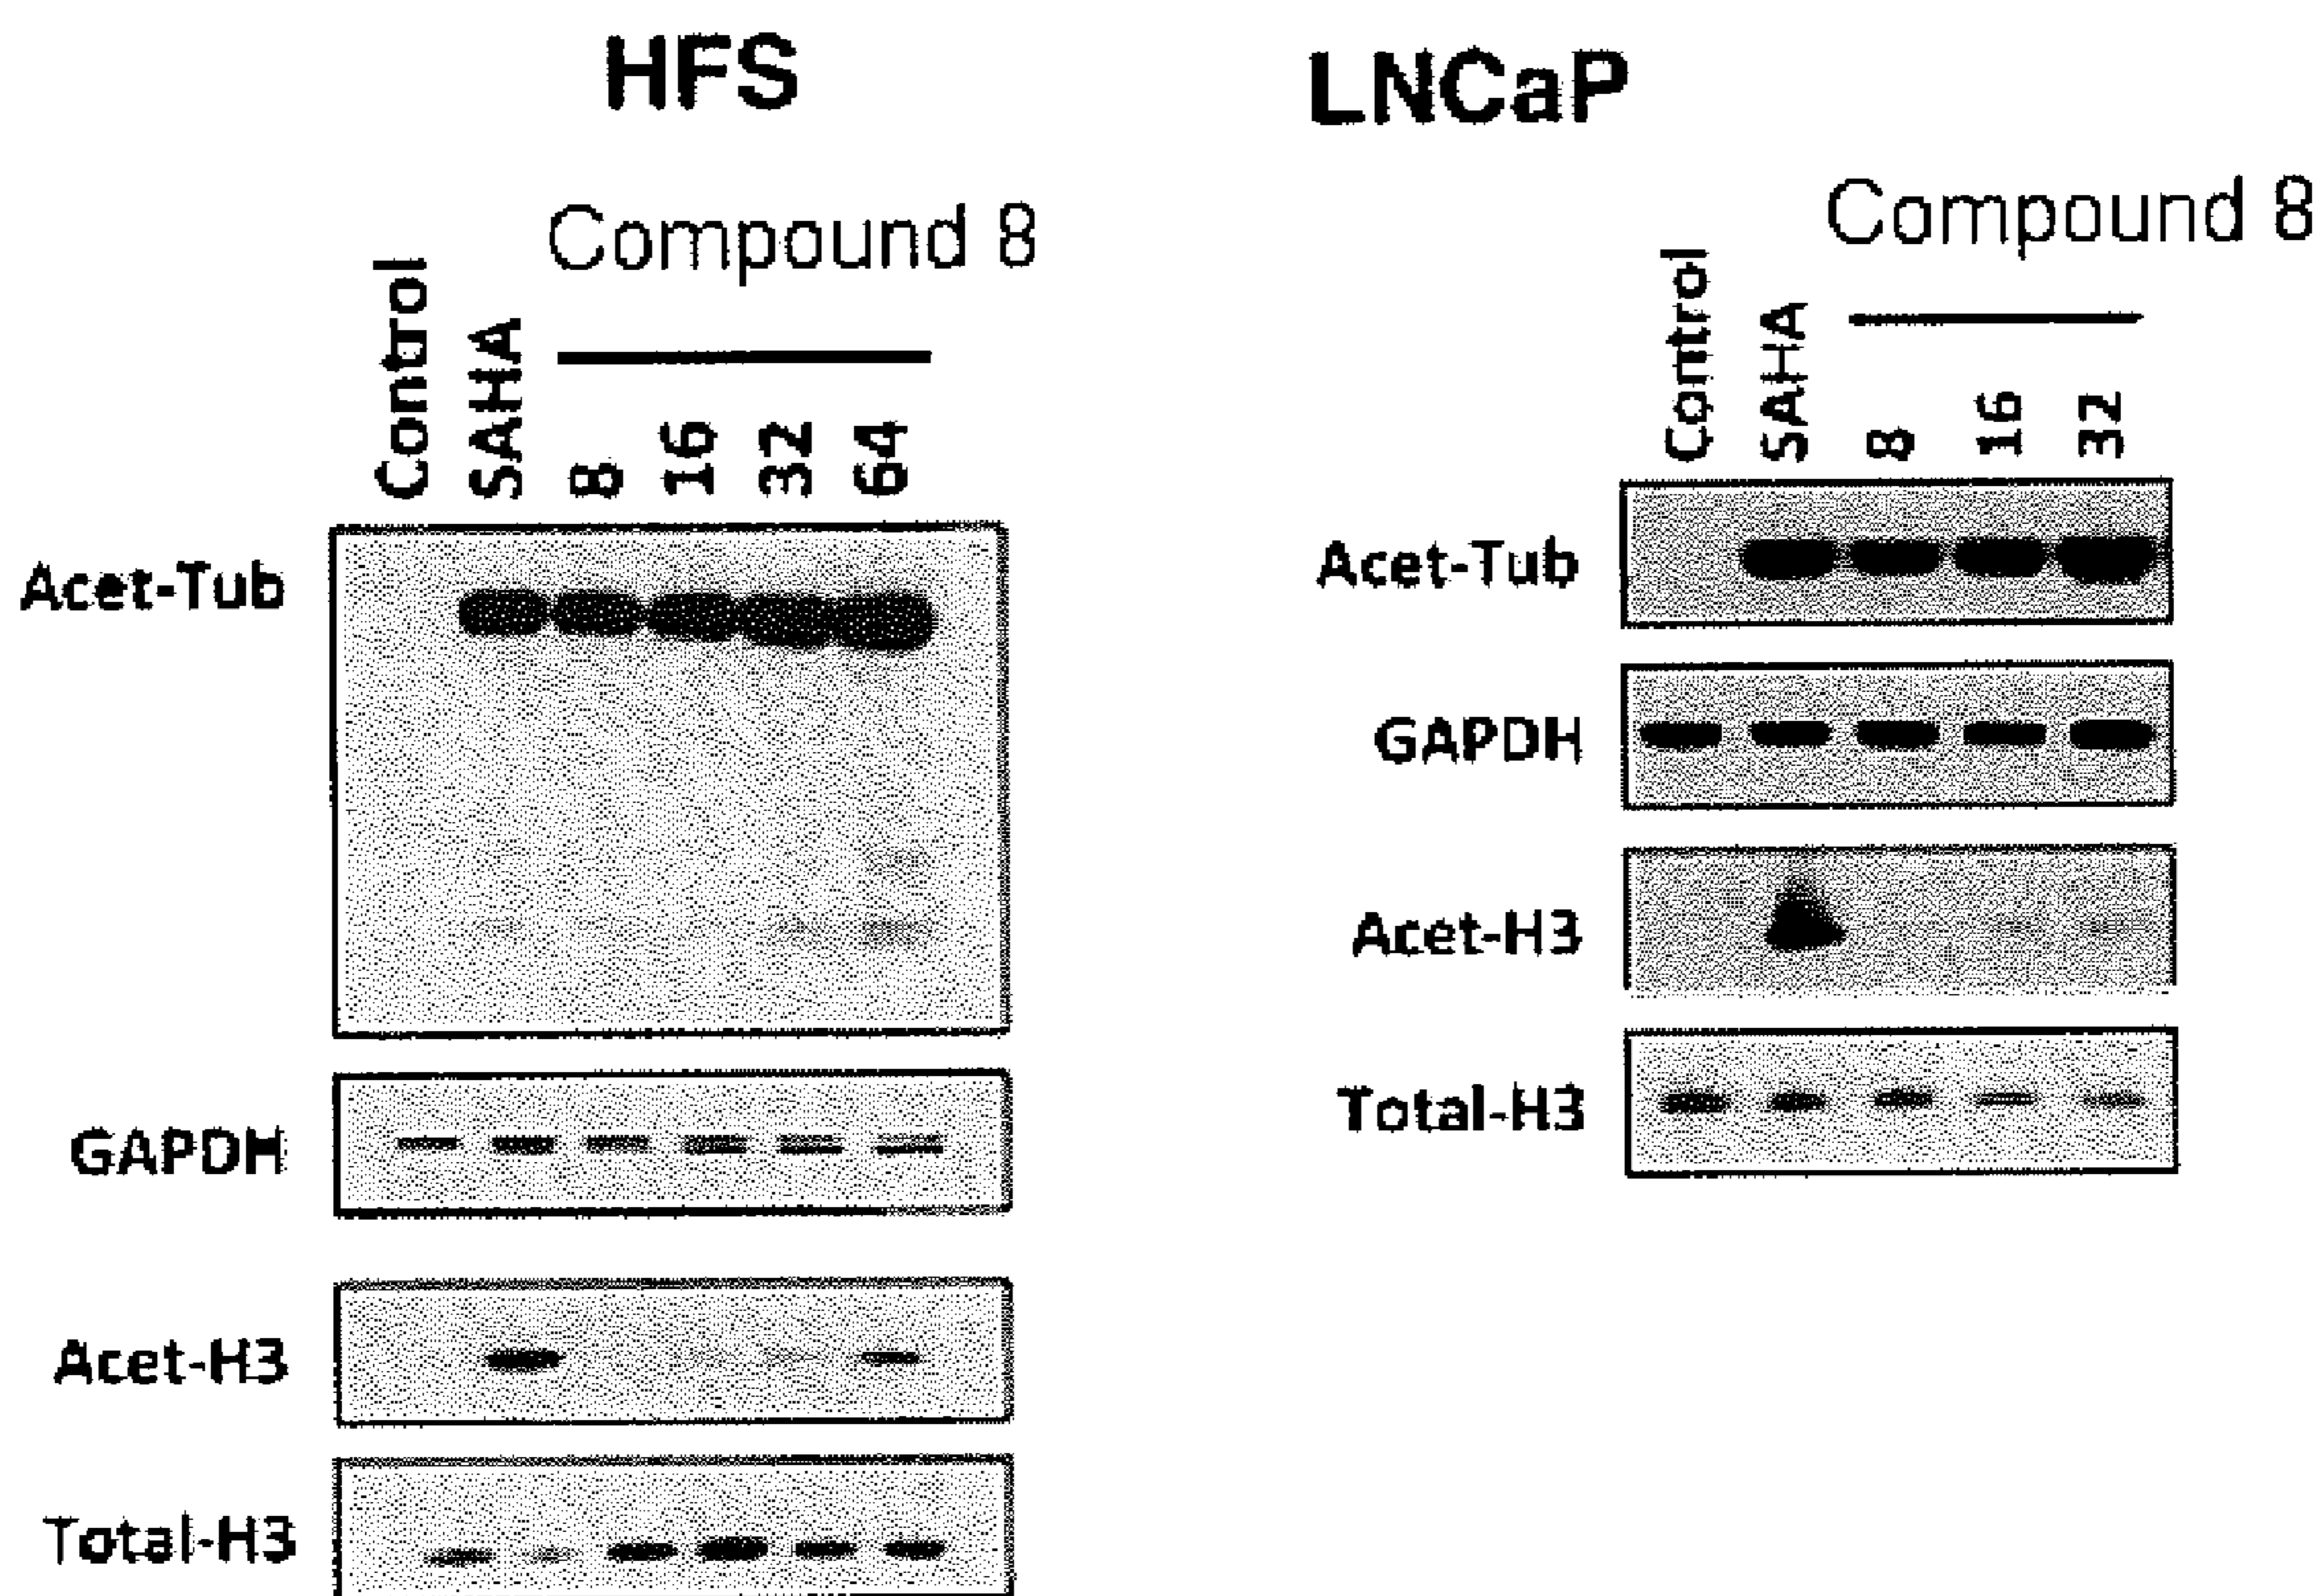 HFS
Compound 8
Control
SAHA
8
16
32
64
Acet-Tub
GAPDH
Acet-H3
Total-H3
LNCaP
Compound 8
Control
SAHA
8
16
32
Acet-Tub
GAPDH
Acet-H3
Total-H3